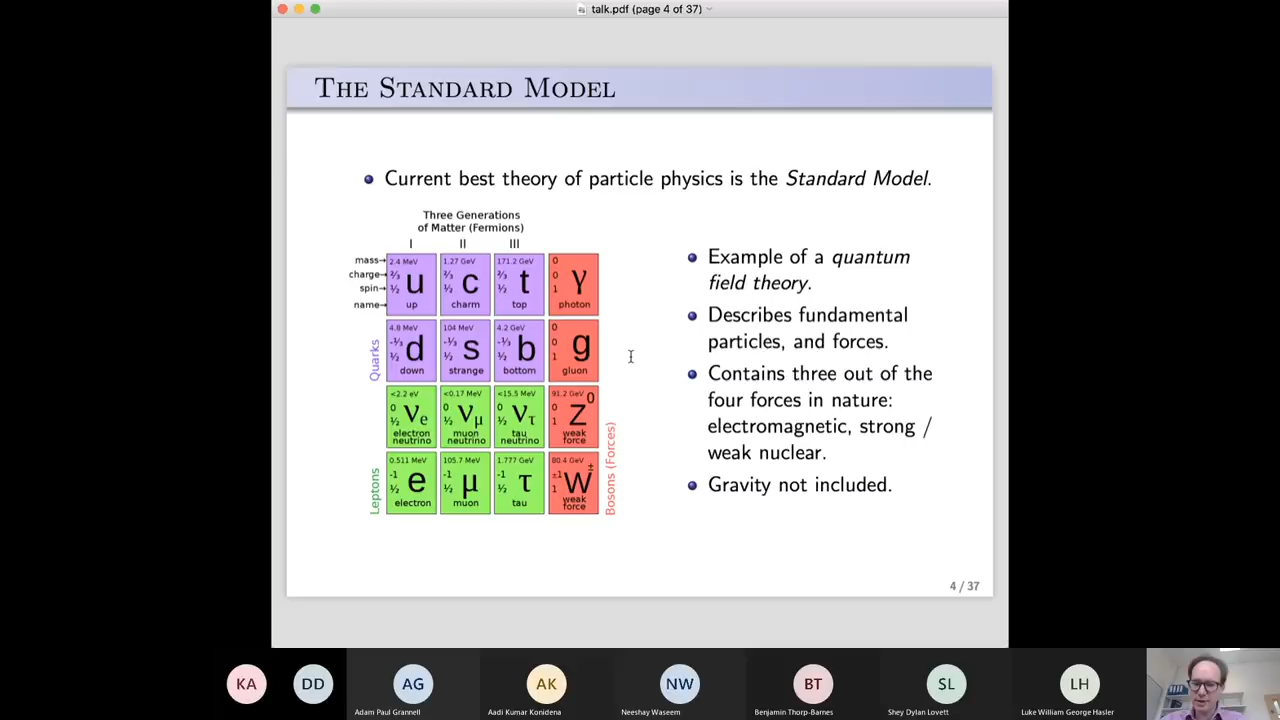 talk.pdf (page 4 of 37)
The Standard Model
Current best theory of particle physics is the Standard Model.
Three Generations
of Matter (Fermions)
I II III
mass→ 2.4 MeV 1.27 GeV 171.2 GeV 0
charge→ ⅔ ⅔ ⅔ 0
spin→ ½ u ½ c ½ t 1 γ
name→ up charm top photon
Quarks
4.8 MeV 104 MeV 4.2 GeV 0
-⅓ -⅓ -⅓ 0
½ d ½ s ½ b 1 g
down strange bottom gluon
<2.2 eV <0.17 MeV <15.5 MeV 91.2 GeV
0 0 0 0
½ νe ½ νμ ½ ντ 1 Z0
electron muon tau weak
neutrino neutrino neutrino force
Leptons
0.511 MeV 105.7 MeV 1.777 GeV 80.4 GeV
-1 -1 -1 ±1
½ e ½ μ ½ τ 1 W±
electron muon tau weak
force
Bosons (Forces)
Example of a quantum
field theory.
Describes fundamental
particles, and forces.
Contains three out of the
four forces in nature:
electromagnetic, strong /
weak nuclear.
Gravity not included.
4 / 37
KA DD AG AK NW BT SL LH
Adam Paul Grannell Aadi Kumar Konidena Neeshay Waseem Benjamin Thorp-Barnes Shey Dylan Lovett Luke William George Hasler